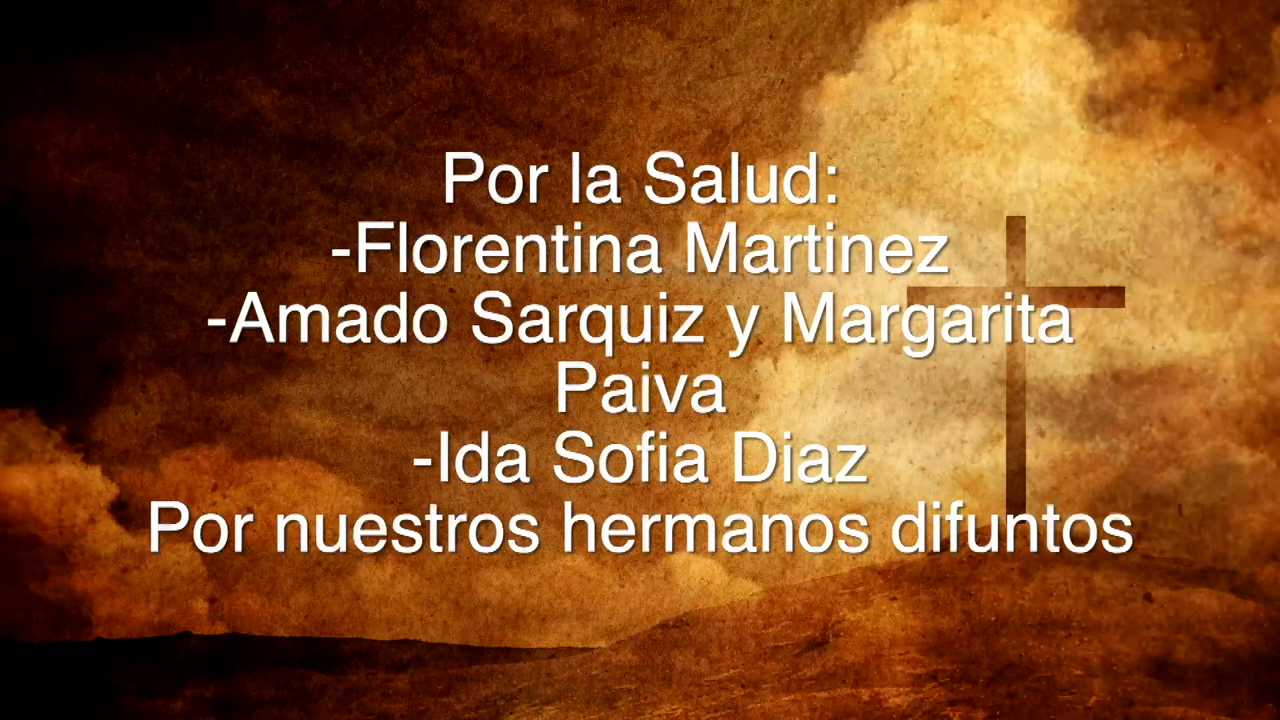 Por la Salud:
-Florentina Martinez
-Amado Sarquiz y Margarita
Paiva
-Ida Sofia Diaz
Por nuestros hermanos difuntos